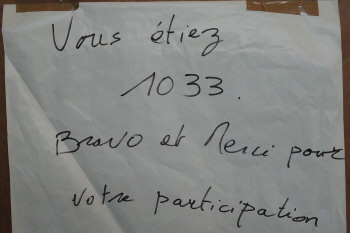 Vous étiez
1033.
Bravo et Merci pour
votre participation